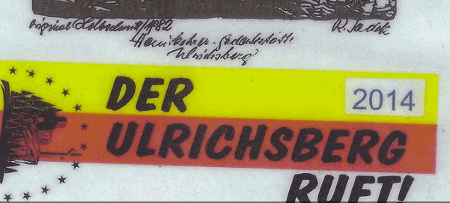 Original Holzschnitt/1982
R. Jadek
Heimkehrer-Gedenkstätte
Ulrichsberg
2014
DER
ULRICHSBERG
RUFT!